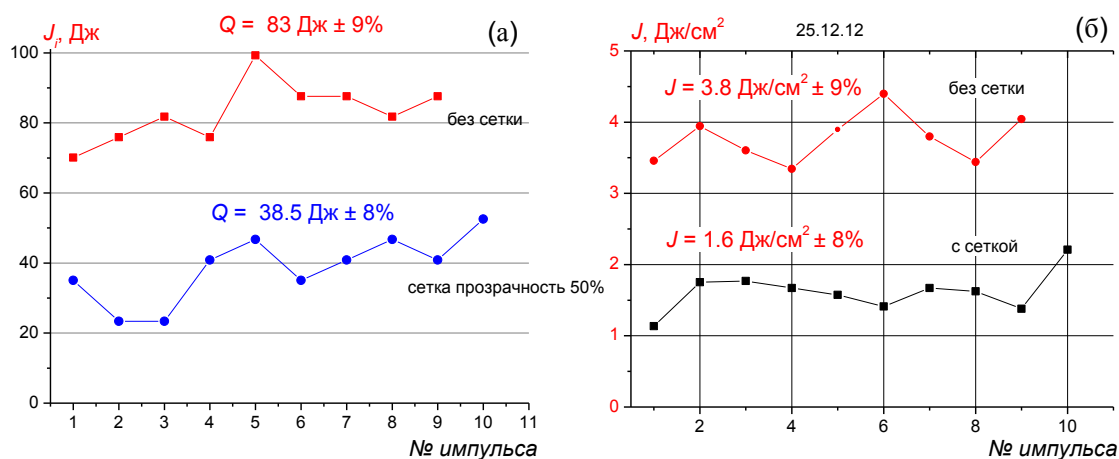 J_i, Дж
Q = 83 Дж ± 9%
(а)
100
80
60
40
20
0
без сетки
Q = 38.5 Дж ± 8%
сетка прозрачность 50%
1 2 3 4 5 6 7 8 9 10 11
№ импульса
J, Дж/см²
25.12.12
(б)
5
4
3
2
1
0
J = 3.8 Дж/см² ± 9%
без сетки
J = 1.6 Дж/см² ± 8%
с сеткой
2 4 6 8 10
№ импульса